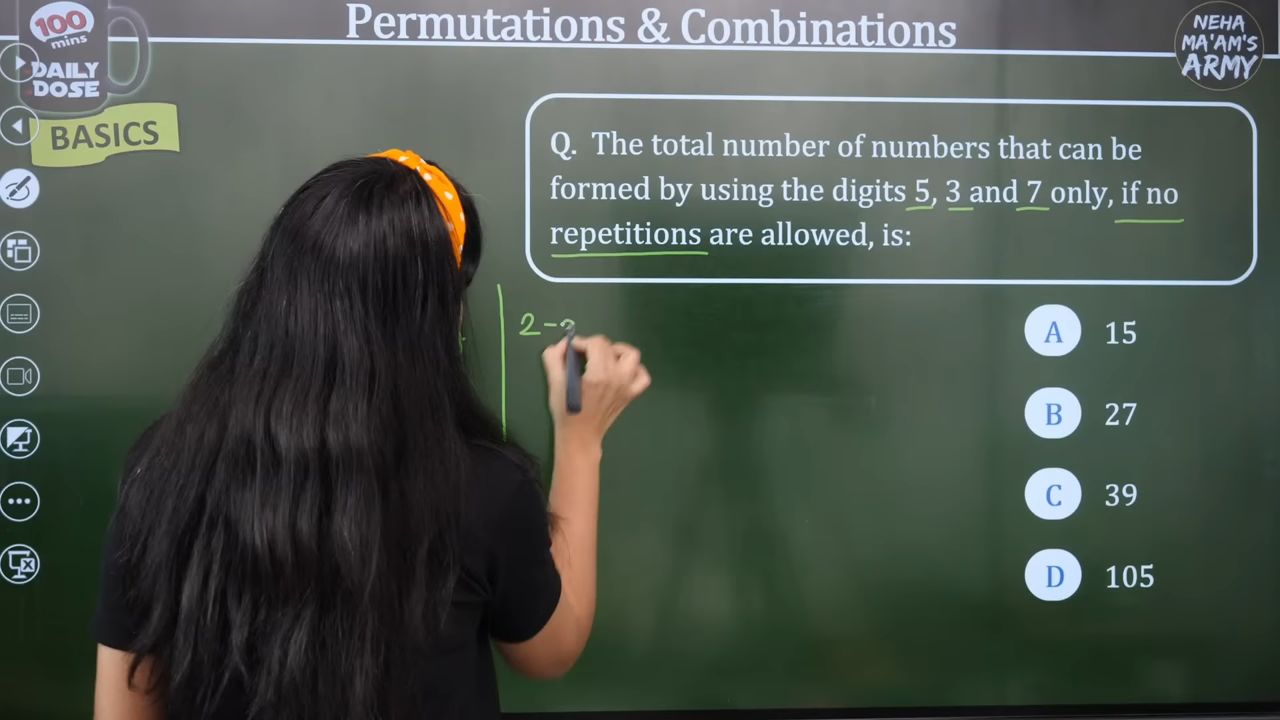 Permutations & Combinations
100
mins
DAILY
DOSE
NEHA
MA'AM'S
ARMY
BASICS
Q. The total number of numbers that can be
formed by using the digits 5, 3 and 7 only, if no
repetitions are allowed, is:
2-
A 15
B 27
C 39
D 105